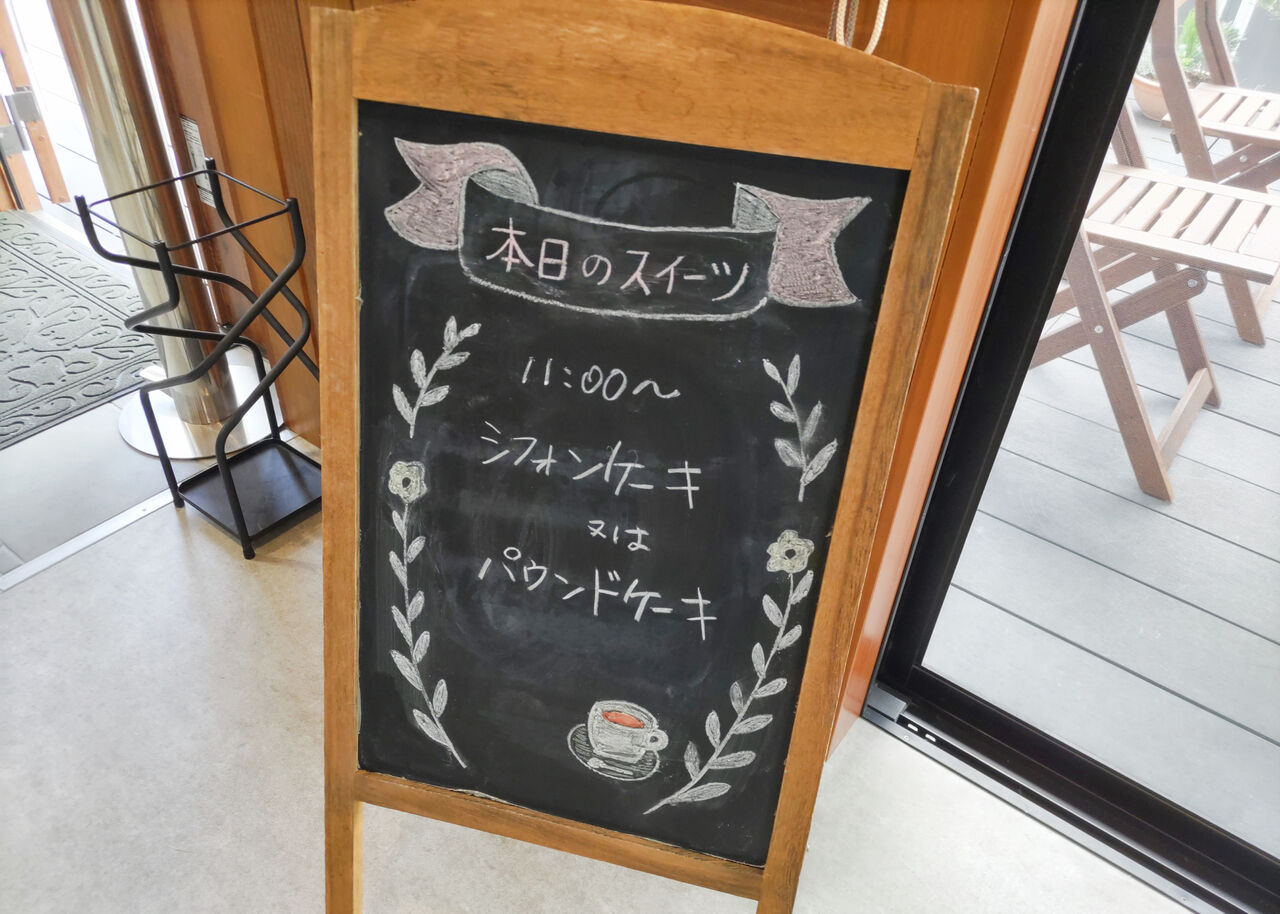 本日のスイーツ
11:00〜
シフォンケーキ
又は
パウンドケーキ